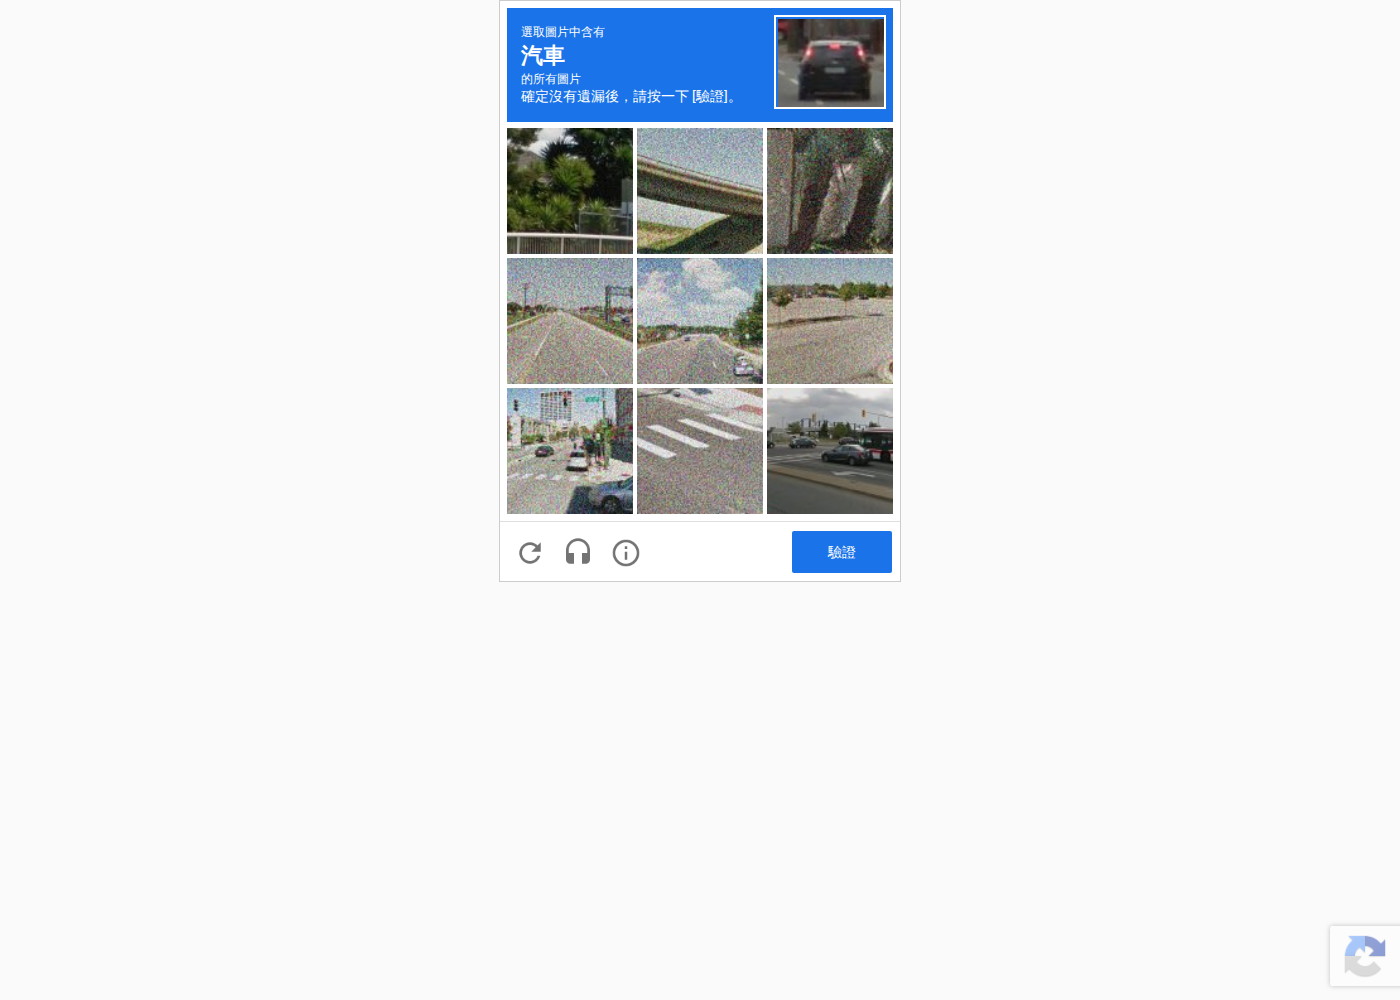 選取圖片中含有
汽車
的所有圖片
確定沒有遺漏後，請按一下 [驗證]。
驗證